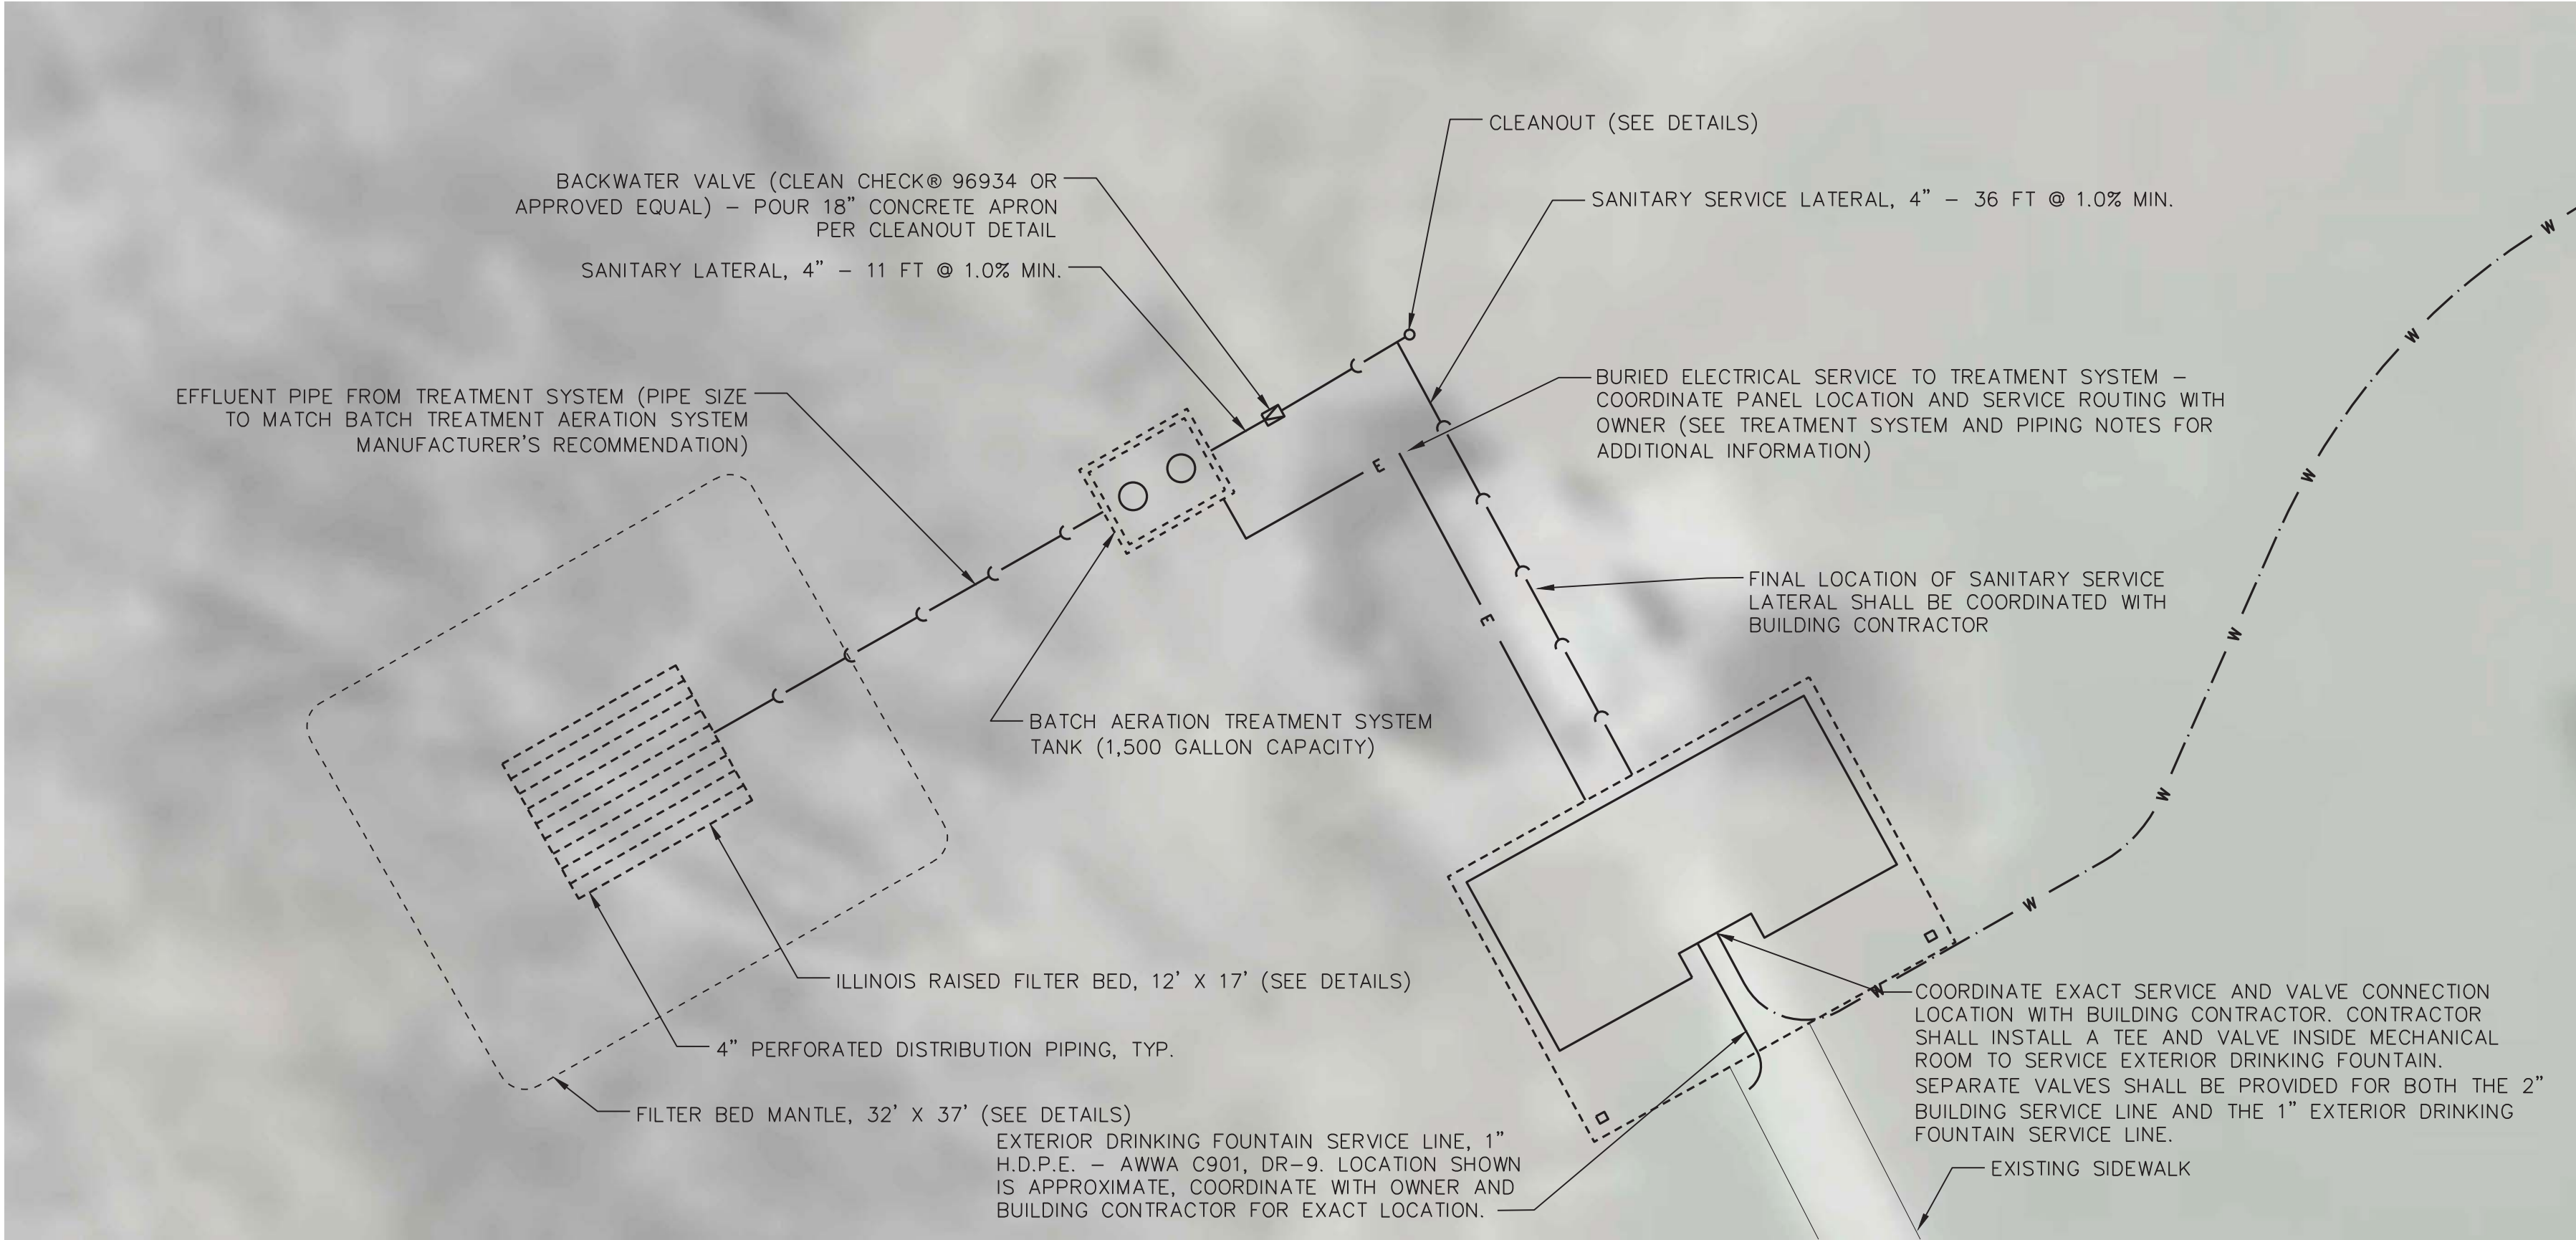 CLEANOUT (SEE DETAILS)
BACKWATER VALVE (CLEAN CHECK® 96934 OR
APPROVED EQUAL) – POUR 18” CONCRETE APRON
PER CLEANOUT DETAIL
SANITARY SERVICE LATERAL, 4” – 36 FT @ 1.0% MIN.
SANITARY LATERAL, 4” – 11 FT @ 1.0% MIN.
BURIED ELECTRICAL SERVICE TO TREATMENT SYSTEM –
COORDINATE PANEL LOCATION AND SERVICE ROUTING WITH
OWNER (SEE TREATMENT SYSTEM AND PIPING NOTES FOR
ADDITIONAL INFORMATION)
EFFLUENT PIPE FROM TREATMENT SYSTEM (PIPE SIZE
TO MATCH BATCH TREATMENT AERATION SYSTEM
MANUFACTURER’S RECOMMENDATION)
W
W
W
W
W
W
W
E
E
FINAL LOCATION OF SANITARY SERVICE
LATERAL SHALL BE COORDINATED WITH
BUILDING CONTRACTOR
BATCH AERATION TREATMENT SYSTEM
TANK (1,500 GALLON CAPACITY)
ILLINOIS RAISED FILTER BED, 12’ X 17’ (SEE DETAILS)
4” PERFORATED DISTRIBUTION PIPING, TYP.
FILTER BED MANTLE, 32’ X 37’ (SEE DETAILS)
COORDINATE EXACT SERVICE AND VALVE CONNECTION
LOCATION WITH BUILDING CONTRACTOR. CONTRACTOR
SHALL INSTALL A TEE AND VALVE INSIDE MECHANICAL
ROOM TO SERVICE EXTERIOR DRINKING FOUNTAIN.
SEPARATE VALVES SHALL BE PROVIDED FOR BOTH THE 2”
BUILDING SERVICE LINE AND THE 1” EXTERIOR DRINKING
FOUNTAIN SERVICE LINE.
EXTERIOR DRINKING FOUNTAIN SERVICE LINE, 1”
H.D.P.E. – AWWA C901, DR–9. LOCATION SHOWN
IS APPROXIMATE, COORDINATE WITH OWNER AND
BUILDING CONTRACTOR FOR EXACT LOCATION.
EXISTING SIDEWALK